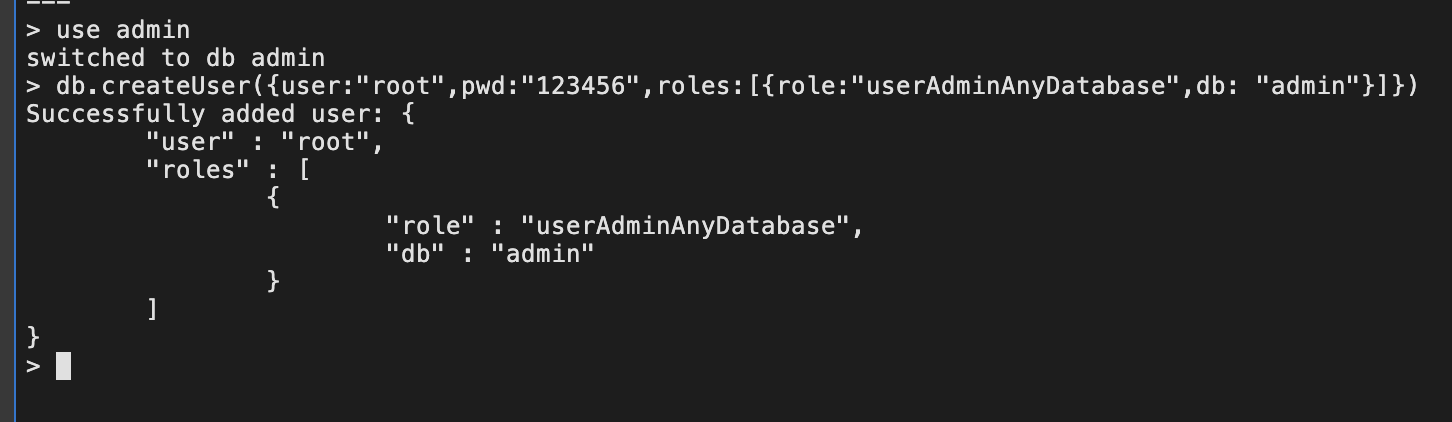 > use admin
switched to db admin
> db.createUser({user:"root",pwd:"123456",roles:[{role:"userAdminAnyDatabase",db: "admin"}]})
Successfully added user: {
"user" : "root",
"roles" : [
{
"role" : "userAdminAnyDatabase",
"db" : "admin"
}
]
}
>